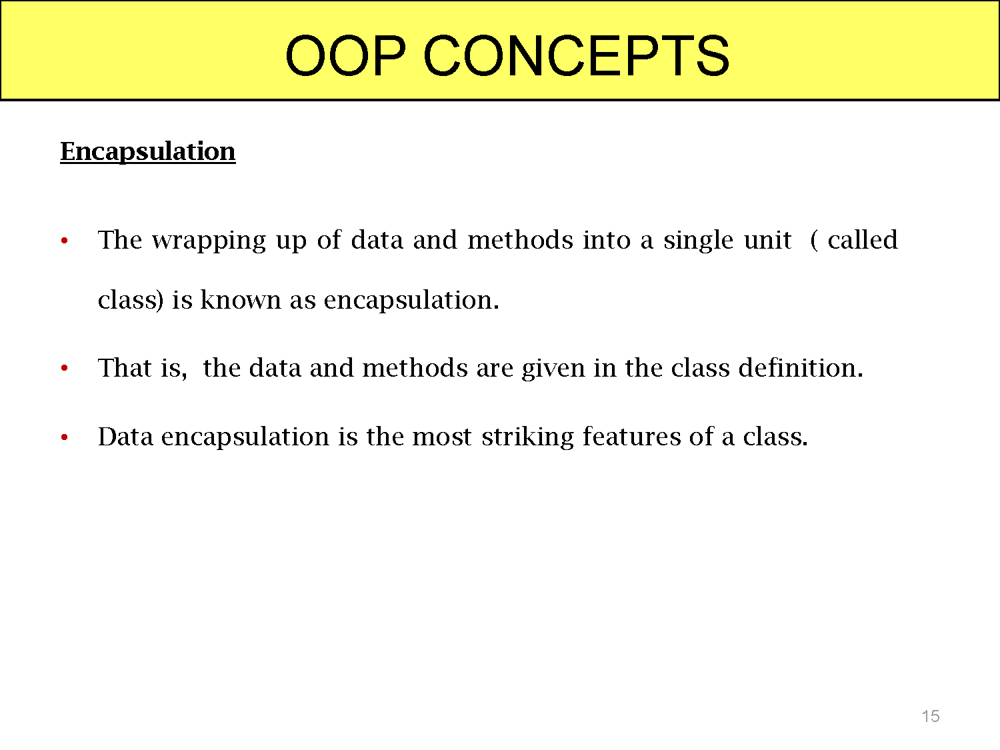 OOP CONCEPTS
Encapsulation
• The wrapping up of data and methods into a single unit ( called
class) is known as encapsulation.
• That is, the data and methods are given in the class definition.
• Data encapsulation is the most striking features of a class.
15